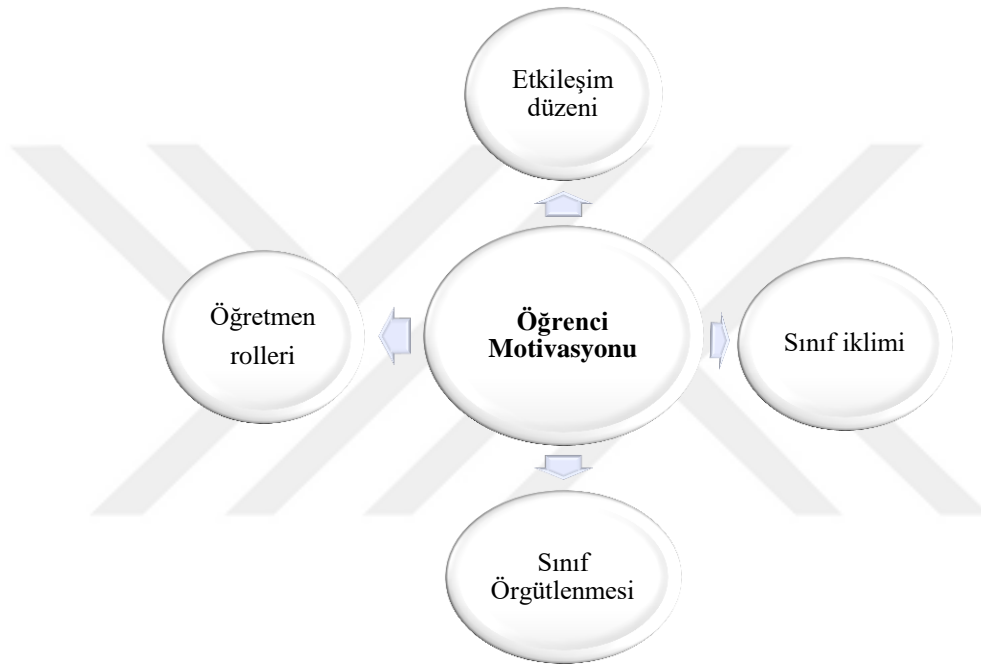 Etkileşim
düzeni
Öğretmen
rolleri
Öğrenci
Motivasyonu
Sınıf iklimi
Sınıf
Örgütlenmesi